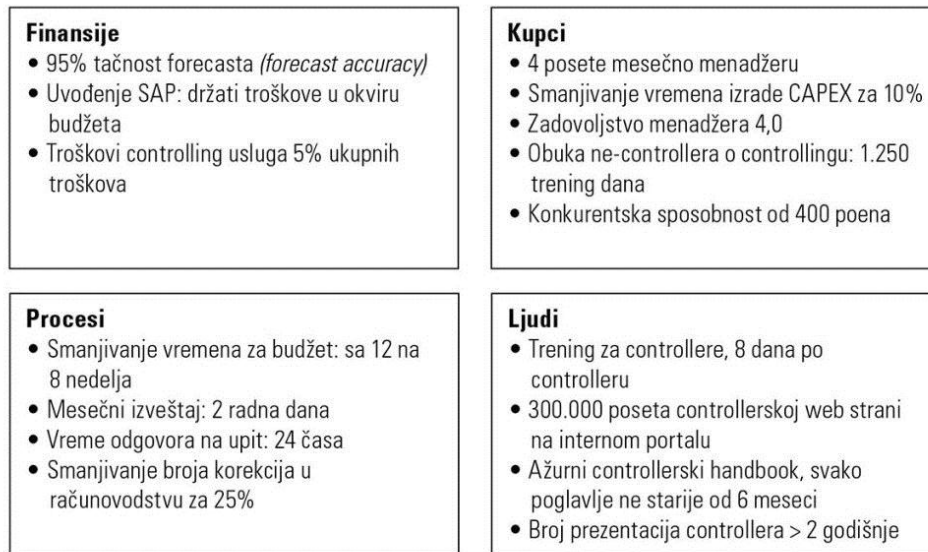 Finansije
• 95% tačnost forecasta (forecast accuracy)
• Uvođenje SAP: držati troškove u okviru
budžeta
• Troškovi controlling usluga 5% ukupnih
troškova
Kupci
• 4 posete mesečno menadžeru
• Smanjivanje vremena izrade CAPEX za 10%
• Zadovoljstvo menadžera 4,0
• Obuka ne-controllera o controllingu: 1.250
trening dana
• Konkurentska sposobnost od 400 poena
Procesi
• Smanjivanje vremena za budžet: sa 12 na
8 nedelja
• Mesečni izveštaj: 2 radna dana
• Vreme odgovora na upit: 24 časa
• Smanjivanje broja korekcija u
računovodstvu za 25%
Ljudi
• Trening za controllere, 8 dana po
controlleru
• 300.000 poseta controllerskoj web strani
na internom portalu
• Ažurni controllerski handbook, svako
poglavlje ne starije od 6 meseci
• Broj prezentacija controllera > 2 godišnje